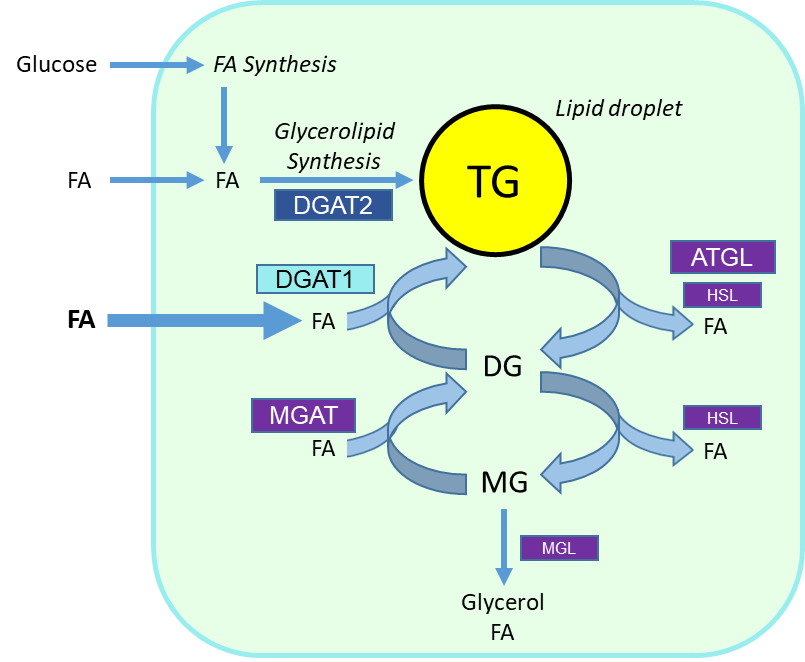 Glucose
FA Synthesis
Lipid droplet
Glycerolipid
Synthesis
TG
FA
FA
DGAT2
ATGL
DGAT1
HSL
FA
FA
FA
DG
MGAT
HSL
FA
FA
MG
MGL
Glycerol
FA